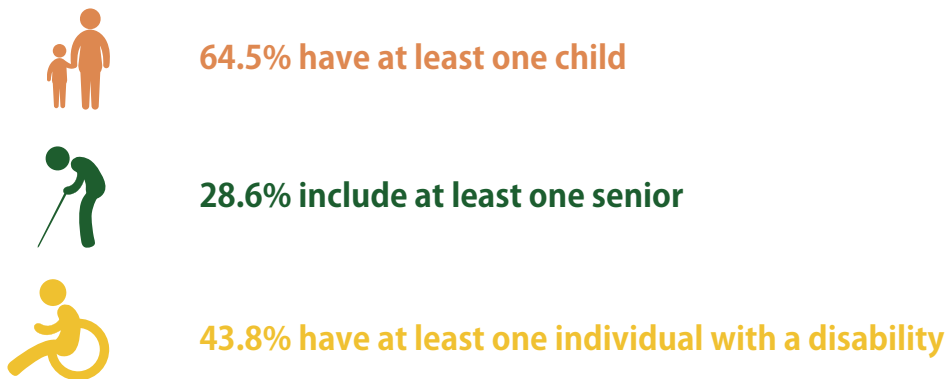 64.5% have at least one child
28.6% include at least one senior
43.8% have at least one individual with a disability